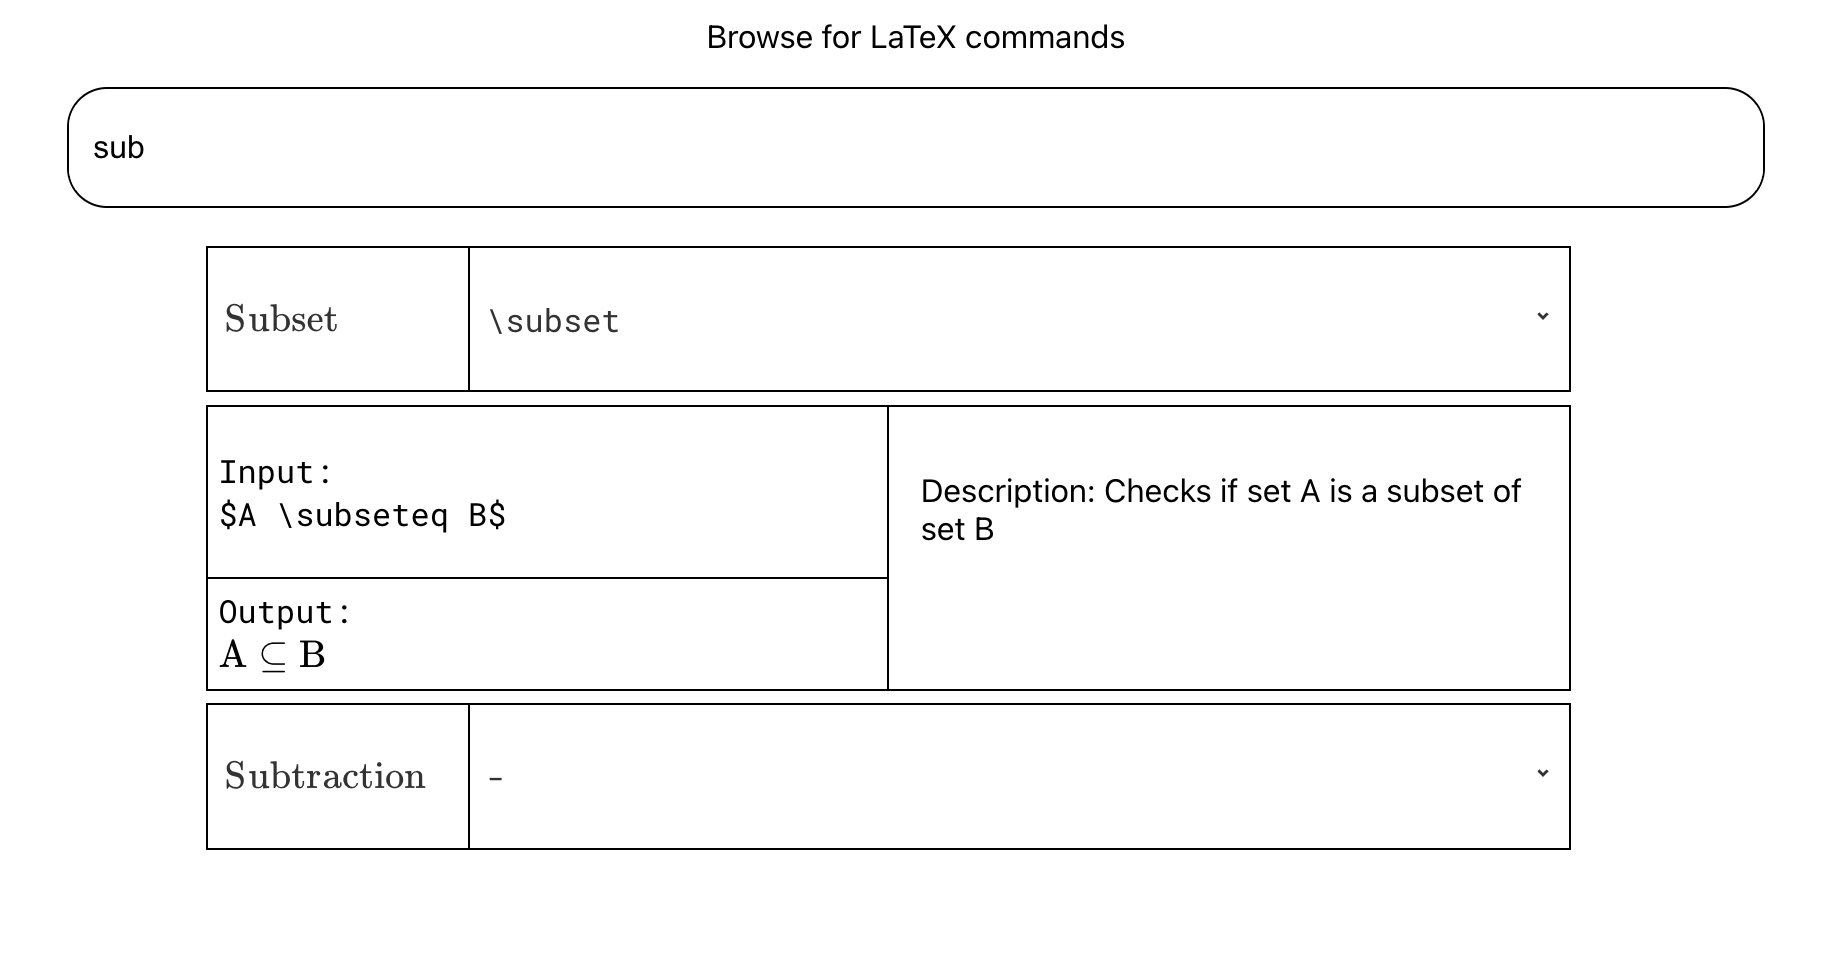 Browse for LaTeX commands
sub
Subset \subset
Input:
$A \subseteq B$
Description: Checks if set A is a subset of
set B
Output:
A ⊆ B
Subtraction -